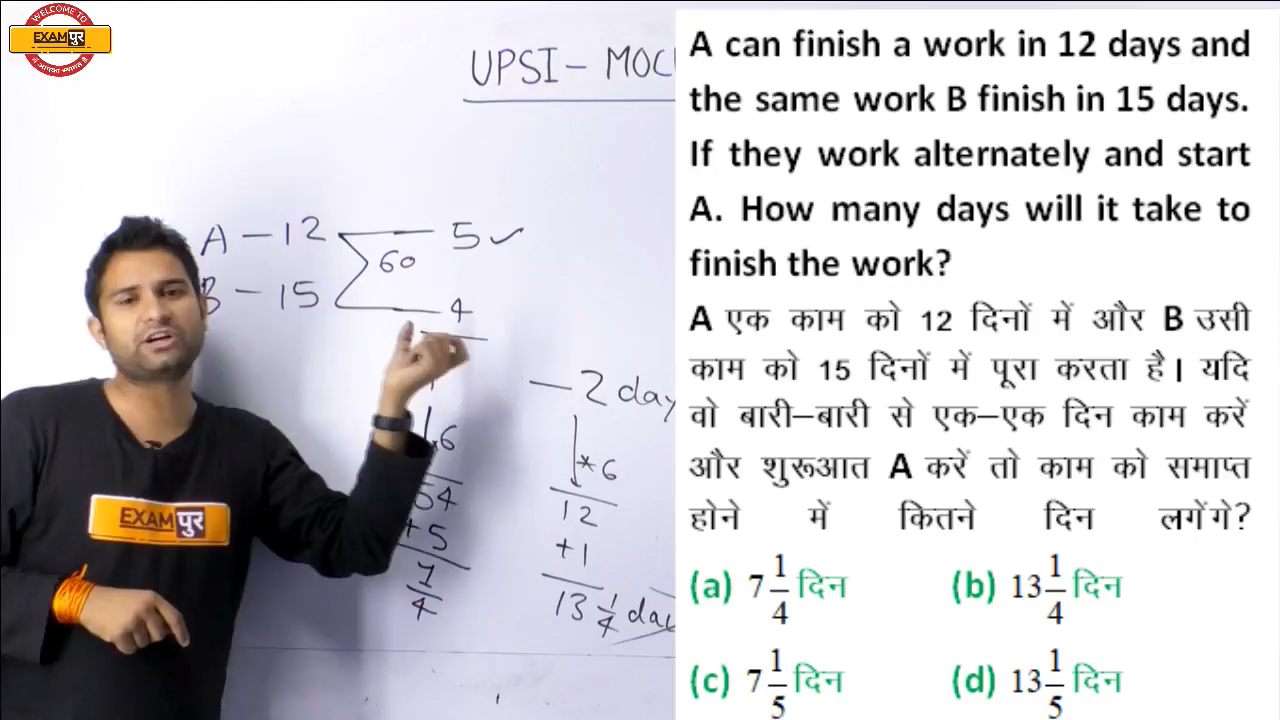 WELCOME TO
EXAMपुर
UPSI - MOC
A - 12
5 ✓
60
B - 15
4
- 2 day
6
* 6
54
12
+ 5
+ 1
1/4
13 1/4 da
EXAMपुर
A can finish a work in 12 days and
the same work B finish in 15 days.
If they work alternately and start
A. How many days will it take to
finish the work?
A एक काम को 12 दिनों में और B उसी
काम को 15 दिनों में पूरा करता है। यदि
वो बारी–बारी से एक–एक दिन काम करें
और शुरूआत A करें तो काम को समाप्त
होने में कितने दिन लगेंगे?
(a) 7 1/4 दिन (b) 13 1/4 दिन
(c) 7 1/5 दिन (d) 13 1/5 दिन